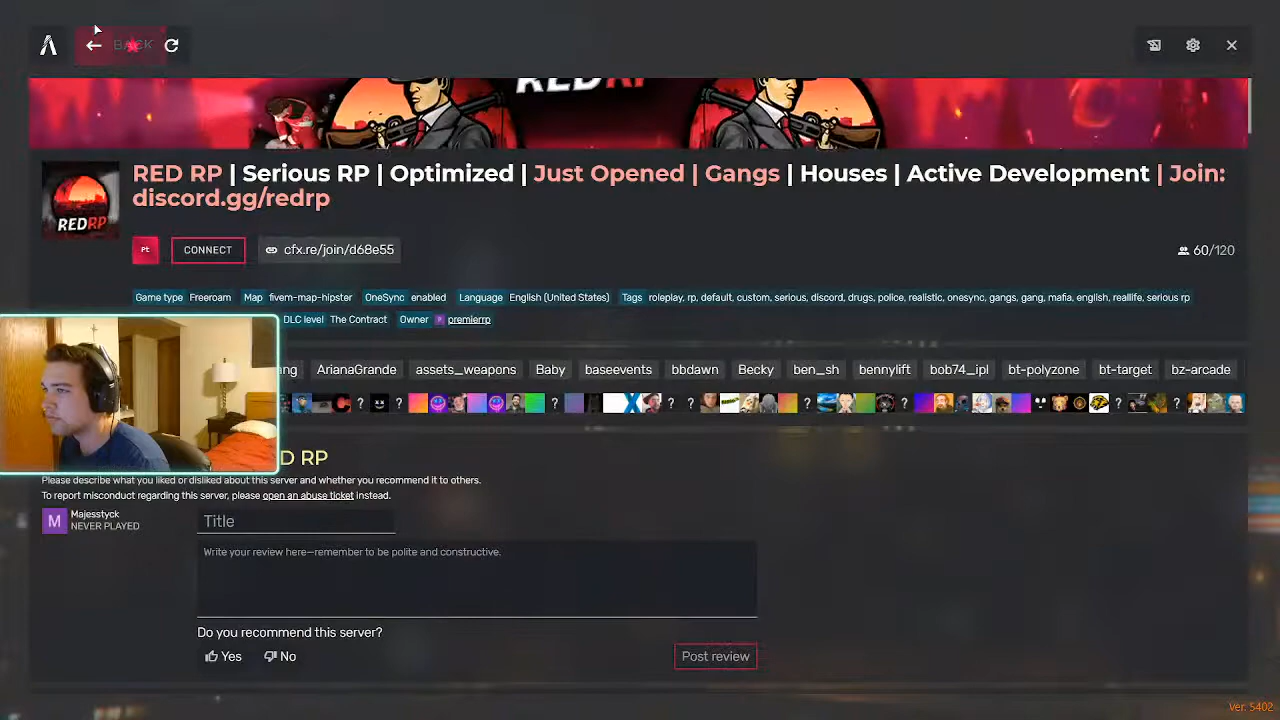 BACK
REDRP
RED RP | Serious RP | Optimized | Just Opened | Gangs | Houses | Active Development | Join:
discord.gg/redrp
REDRP
Pt
CONNECT
cfx.re/join/d68e55
60/120
Game type Freeroam Map fivem-map-hipster OneSync enabled Language English (United States) Tags roleplay, rp, default, custom, serious, discord, drugs, police, realistic, onesync, gangs, gang, mafia, english, reallife, serious rp
DLC level The Contract Owner ? premierrp
ang ArianaGrande assets_weapons Baby baseevents bbdawn Becky ben_sh bennylift bob74_ipl bt-polyzone bt-target bz-arcade
D RP
Please describe what you liked or disliked about this server and whether you recommend it to others.
To report misconduct regarding this server, please open an abuse ticket instead.
M
Majesstyck
NEVER PLAYED
Title
Write your review here—remember to be polite and constructive.
Do you recommend this server?
Yes
No
Post review
Ver. 5402